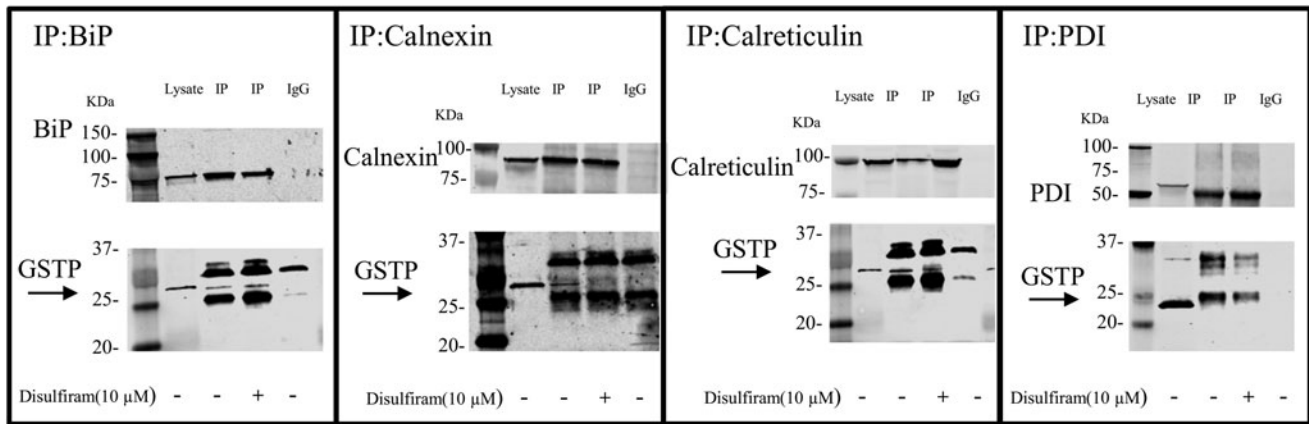 IP:BiP
Lysate IP IP IgG
KDa
BiP
150-
100-
75-
37-
GSTP
25-
20-
Disulfiram(10 µM) - - + -
IP:Calnexin
Lysate IP IP IgG
KDa
100-
Calnexin
75-
37-
GSTP
25-
20-
Disulfiram(10 µM) - - + -
IP:Calreticulin
Lysate IP IP IgG
KDa
100-
Calreticulin
75-
37-
GSTP
25-
20-
Disulfiram(10 µM) - - + -
IP:PDI
Lysate IP IP IgG
KDa
100-
75-
PDI 50-
37-
GSTP
25-
20-
Disulfiram(10 µM) - - + -